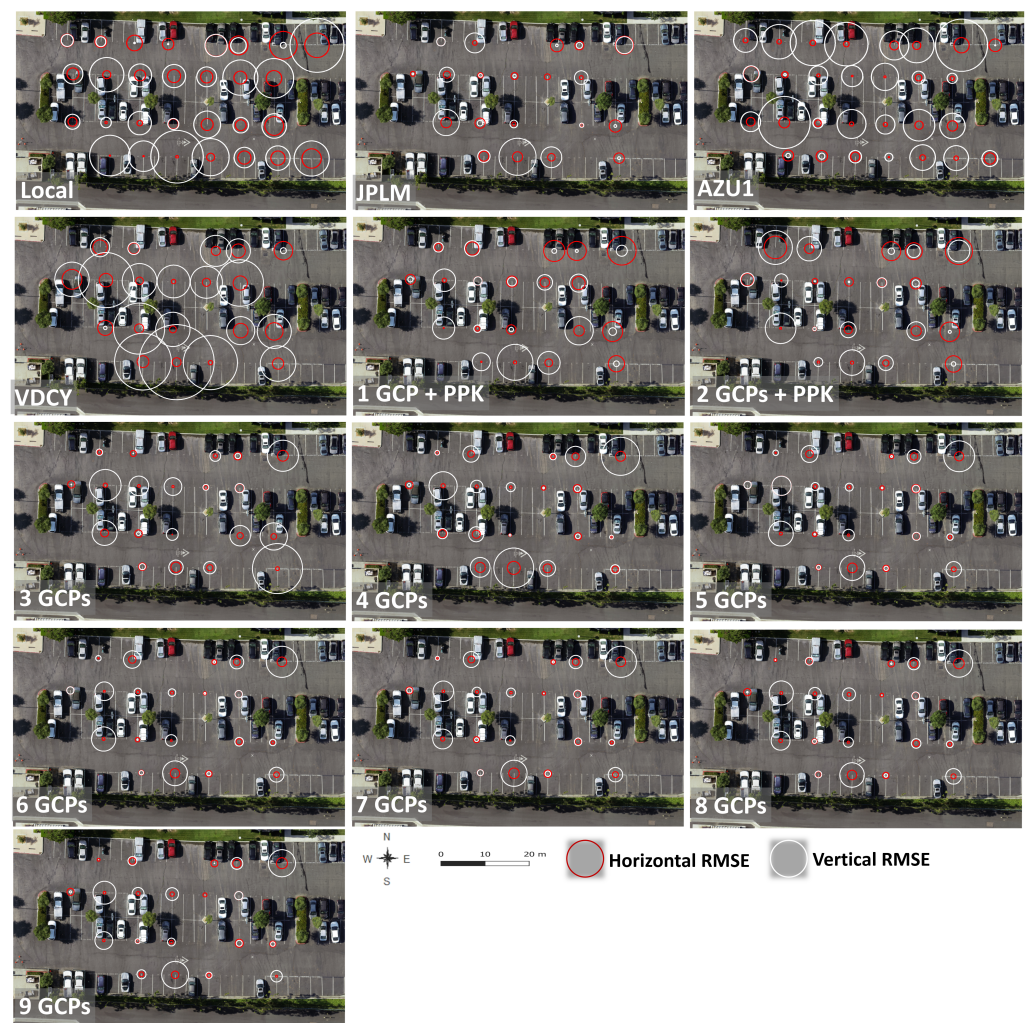 Local
JPLM
AZU1
VDCY
1 GCP + PPK
2 GCPs + PPK
3 GCPs
4 GCPs
5 GCPs
6 GCPs
7 GCPs
8 GCPs
9 GCPs
N
W E
S
0 10 20 m
Horizontal RMSE
Vertical RMSE